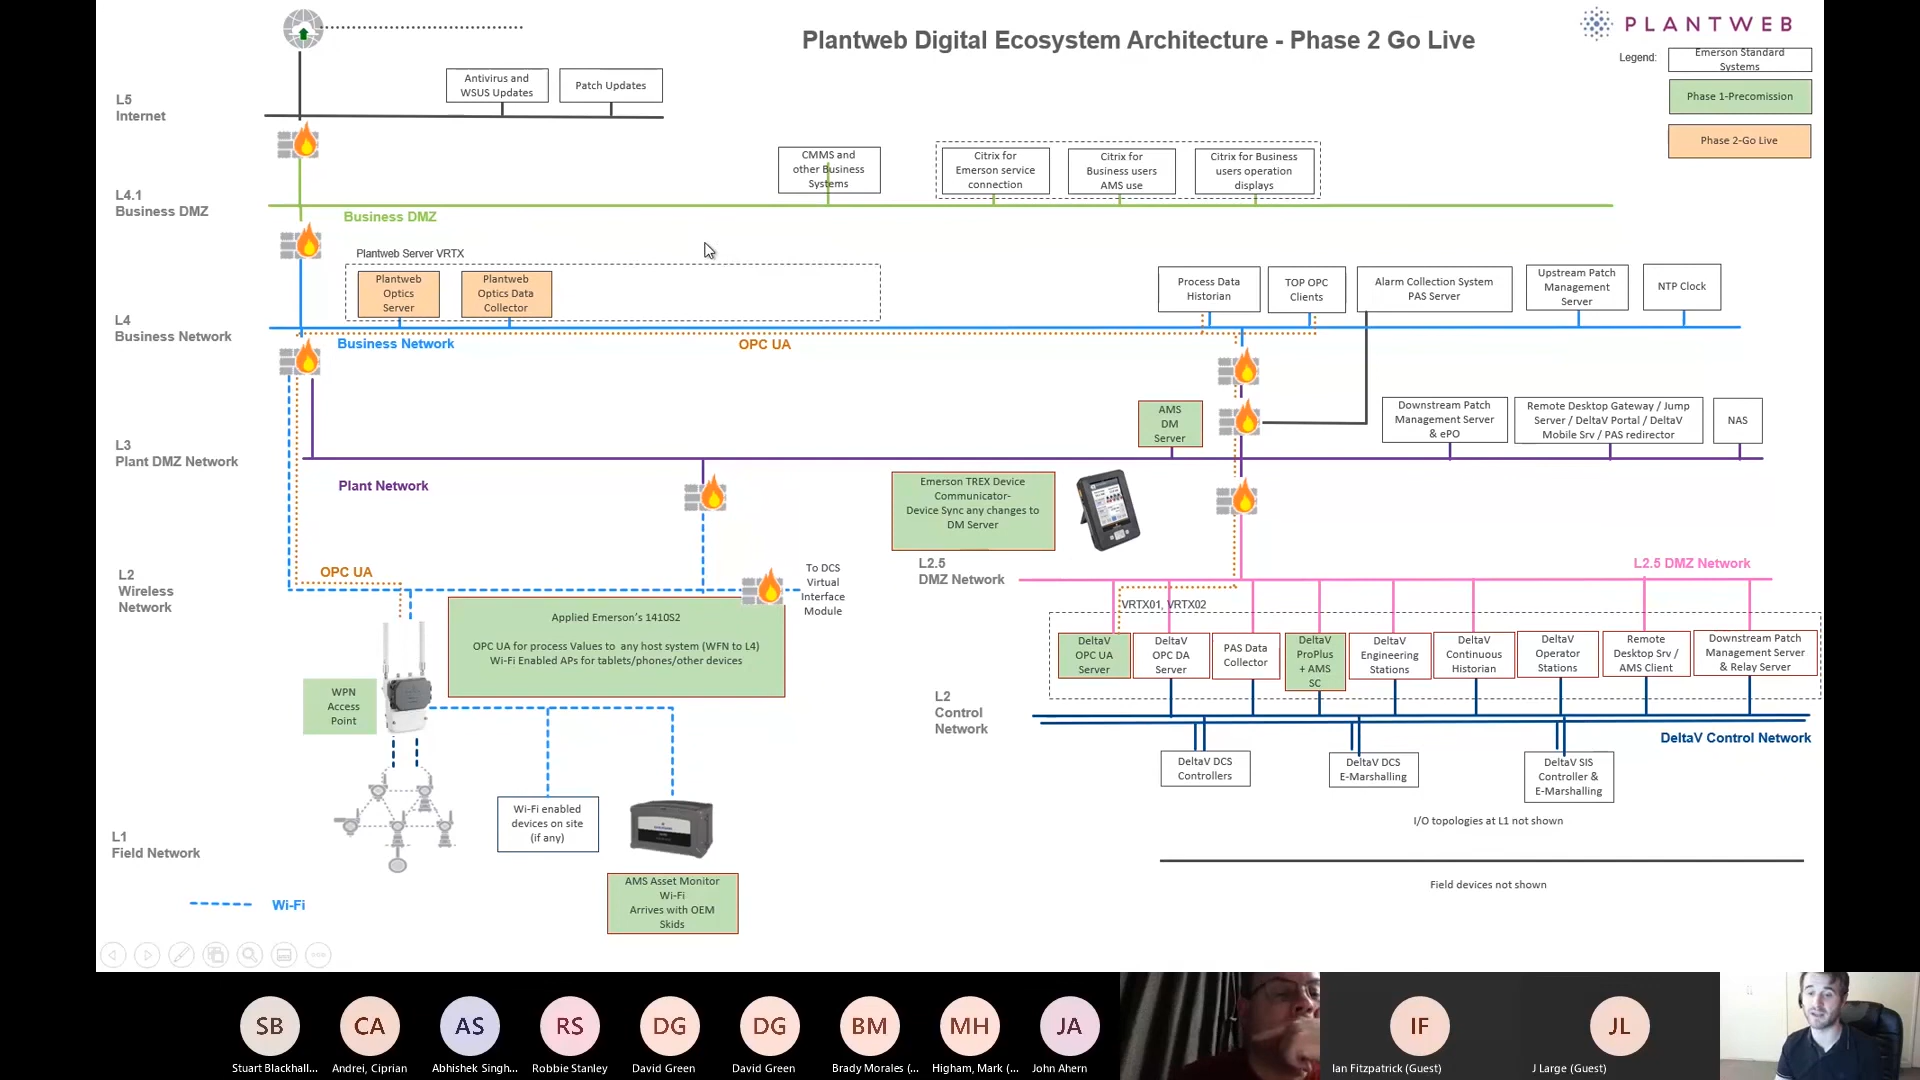 Plantweb Digital Ecosystem Architecture - Phase 2 Go Live
PLANTWEB
Legend:
Emerson Standard
Systems
Phase 1-Precomission
Phase 2-Go Live
L5
Internet
Antivirus and
WSUS Updates
Patch Updates
L4.1
Business DMZ
Business DMZ
CMMS and
other Business
Systems
Citrix for
Emerson service
connection
Citrix for
Business users
AMS use
Citrix for Business
users operation
displays
Plantweb Server VRTX
Plantweb
Optics
Server
Plantweb
Optics Data
Collector
Process Data
Historian
TOP OPC
Clients
Alarm Collection System
PAS Server
Upstream Patch
Management
Server
NTP Clock
L4
Business Network
Business Network
OPC UA
AMS
DM
Server
Downstream Patch
Management Server
& ePO
Remote Desktop Gateway / Jump
Server / DeltaV Portal / DeltaV
Mobile Srv / PAS redirector
NAS
L3
Plant DMZ Network
Plant Network
Emerson TREX Device
Communicator-
Device Sync any changes to
DM Server
L2
Wireless
Network
OPC UA
To DCS
Virtual
Interface
Module
L2.5
DMZ Network
L2.5 DMZ Network
VRTX01, VRTX02
Applied Emerson's 1410S2
OPC UA for process Values to any host system (WFN to L4)
Wi-Fi Enabled APs for tablets/phones/other devices
DeltaV
OPC UA
Server
DeltaV
OPC DA
Server
PAS Data
Collector
DeltaV
ProPlus
+ AMS
SC
DeltaV
Engineering
Stations
DeltaV
Continuous
Historian
DeltaV
Operator
Stations
Remote
Desktop Srv /
AMS Client
Downstream Patch
Management Server
& Relay Server
WPN
Access
Point
L2
Control
Network
DeltaV Control Network
DeltaV DCS
Controllers
DeltaV DCS
E-Marshalling
DeltaV SIS
Controller &
E-Marshalling
I/O topologies at L1 not shown
L1
Field Network
Wi-Fi enabled
devices on site
(if any)
AMS Asset Monitor
Wi-Fi
Arrives with OEM
Skids
Field devices not shown
Wi-Fi
SB
CA
AS
RS
DG
DG
BM
MH
JA
IF
JL
Stuart Blackhall...
Andrei, Ciprian
Abhishek Singh...
Robbie Stanley
David Green
David Green
Brady Morales (...
Higham, Mark (...
John Ahern
Ian Fitzpatrick (Guest)
J Large (Guest)